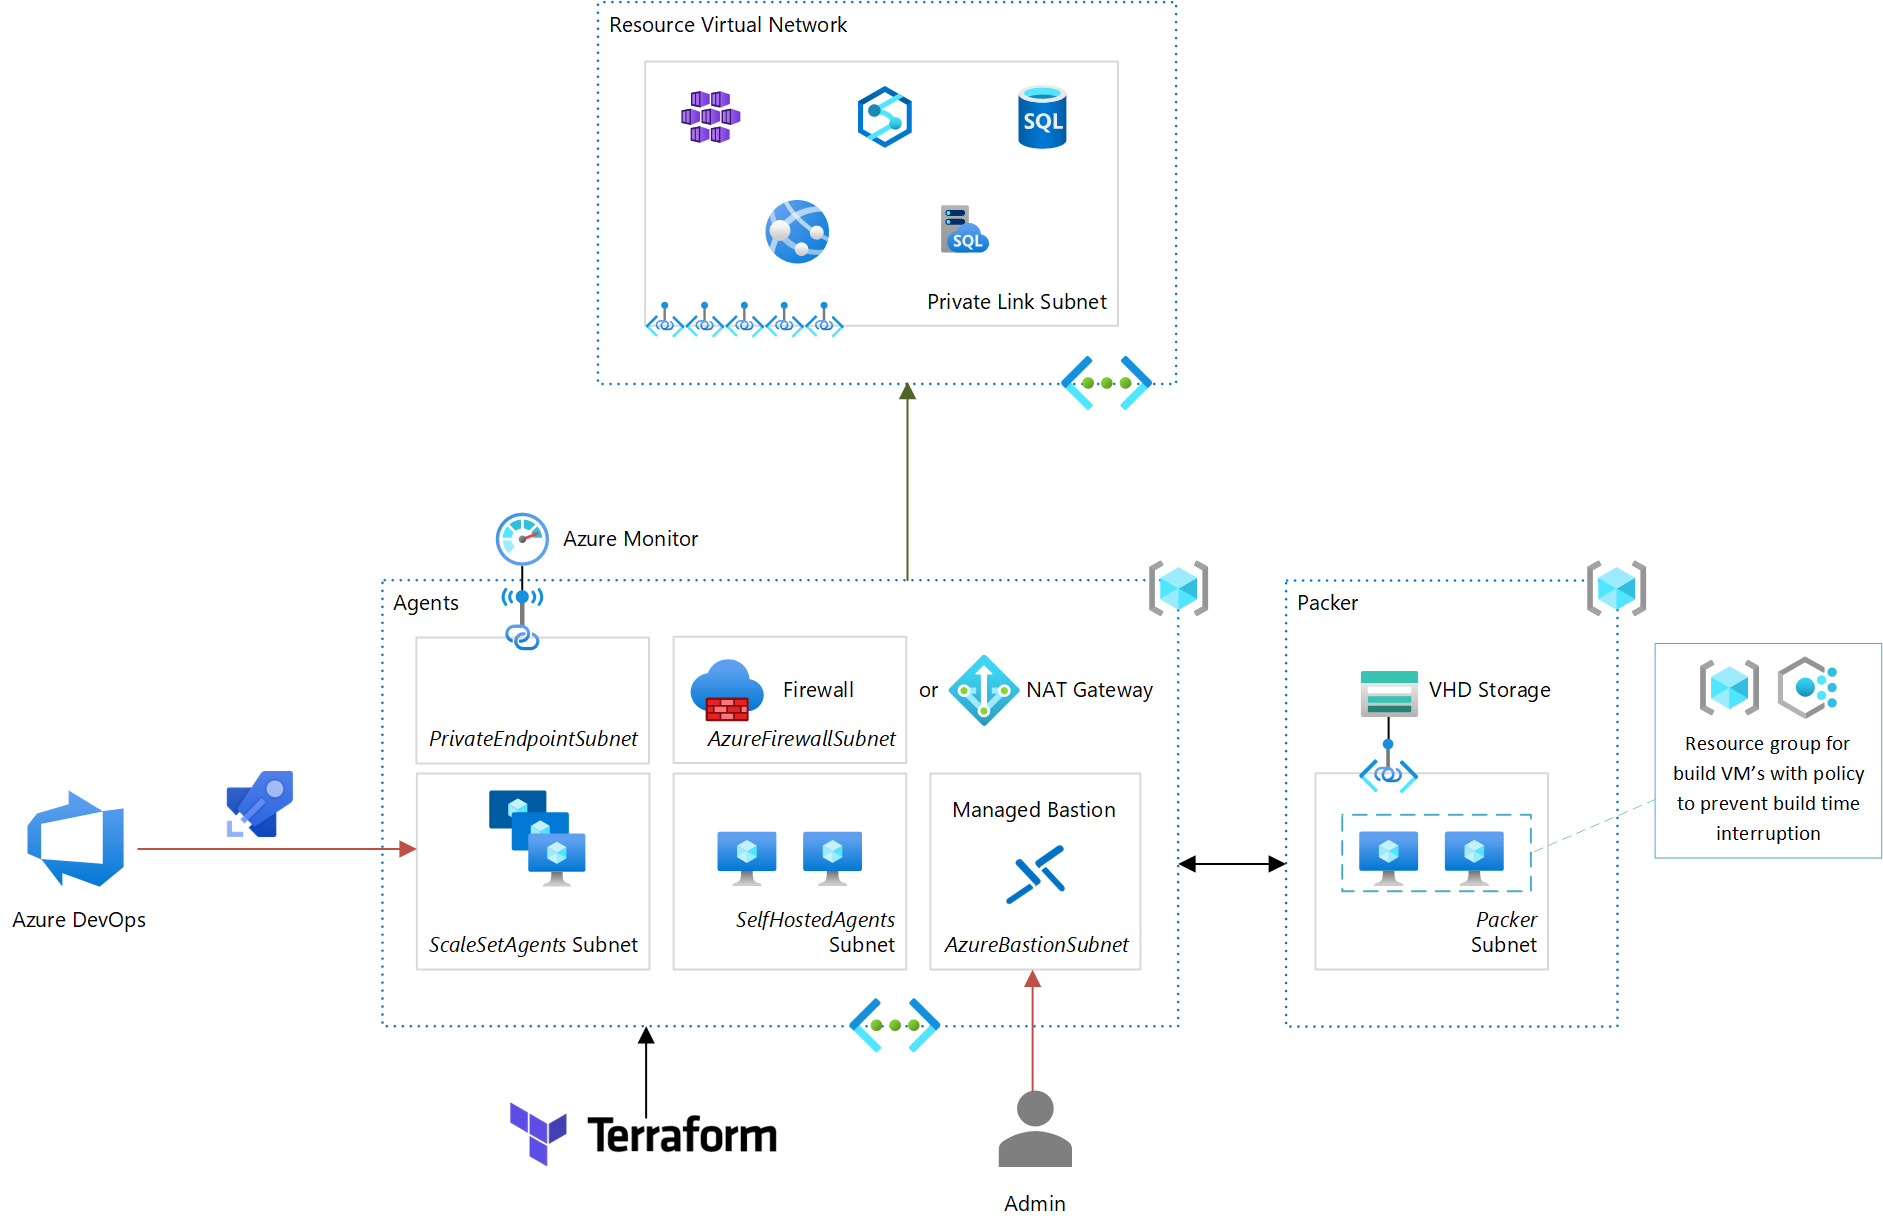 Resource Virtual Network
SQL
SQL
Private Link Subnet
Azure Monitor
Agents
Packer
Firewall
or
NAT Gateway
PrivateEndpointSubnet
AzureFirewallSubnet
VHD Storage
Resource group for
build VM's with policy
to prevent build time
interruption
Azure DevOps
ScaleSetAgents Subnet
SelfHostedAgents
Subnet
Managed Bastion
AzureBastionSubnet
Packer
Subnet
Terraform
Admin